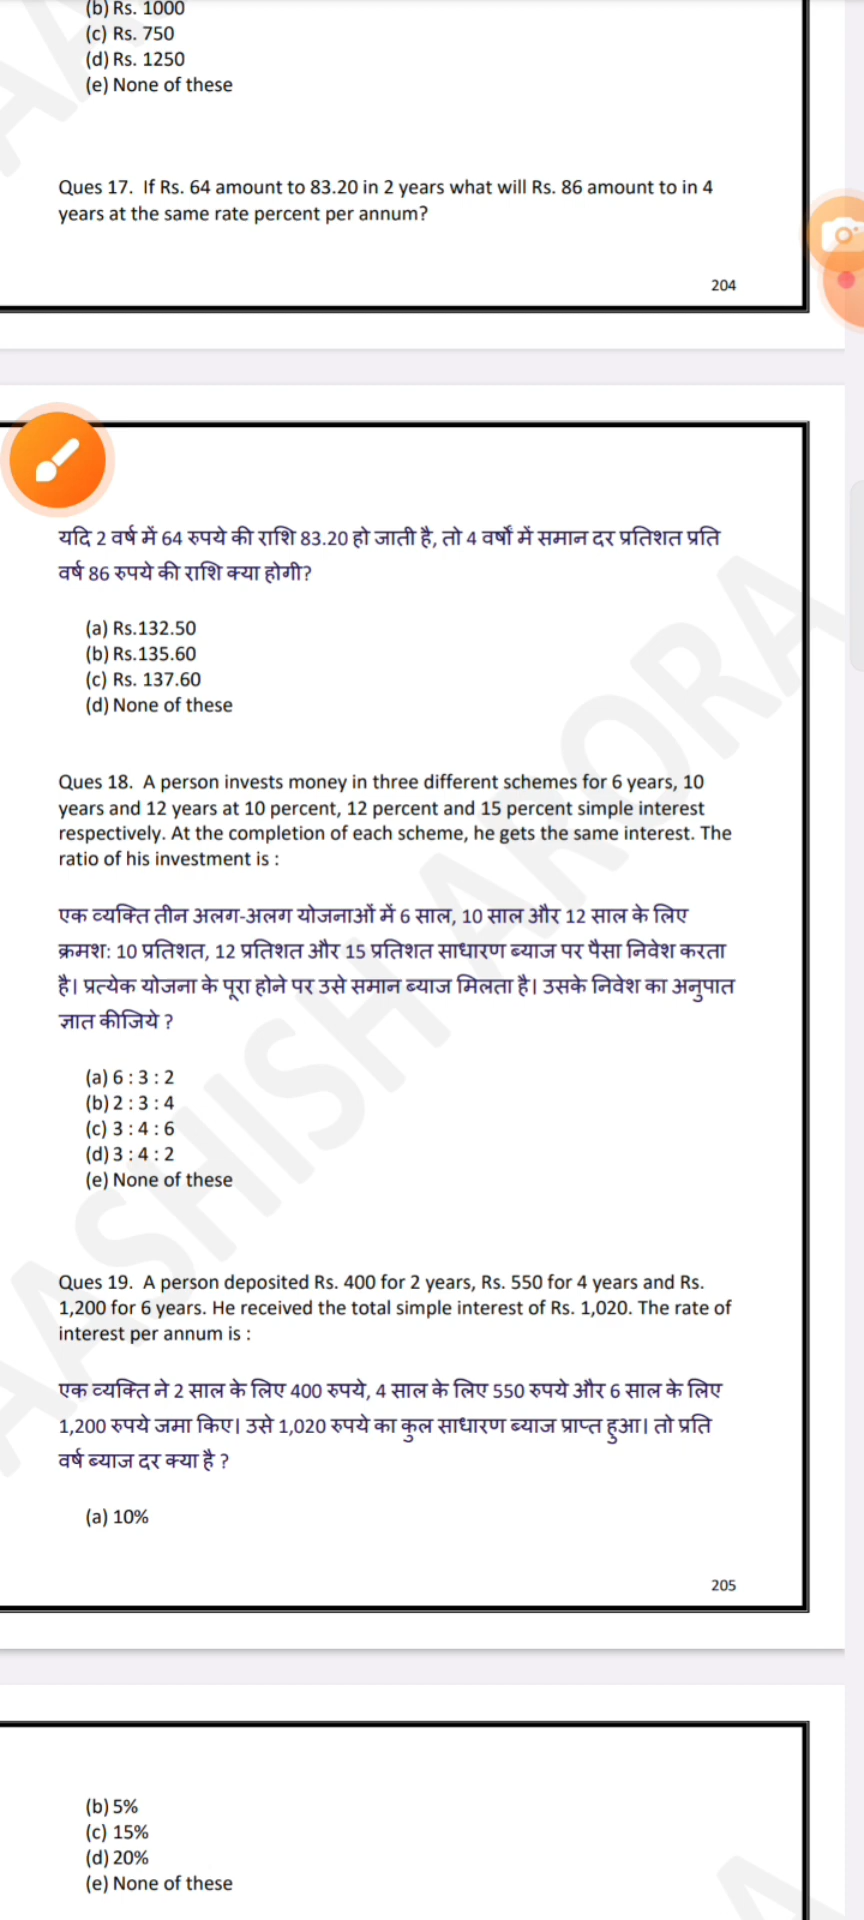 (b) Rs. 1000
(c) Rs. 750
(d) Rs. 1250
(e) None of these
Ques 17. If Rs. 64 amount to 83.20 in 2 years what will Rs. 86 amount to in 4
years at the same rate percent per annum?
204
यदि 2 वर्ष में 64 रुपये की राशि 83.20 हो जाती है, तो 4 वर्षों में समान दर प्रतिशत प्रति
वर्ष 86 रुपये की राशि क्या होगी?
(a) Rs.132.50
(b) Rs.135.60
(c) Rs. 137.60
(d) None of these
Ques 18. A person invests money in three different schemes for 6 years, 10
years and 12 years at 10 percent, 12 percent and 15 percent simple interest
respectively. At the completion of each scheme, he gets the same interest. The
ratio of his investment is :
एक व्यक्ति तीन अलग-अलग योजनाओं में 6 साल, 10 साल और 12 साल के लिए
क्रमश: 10 प्रतिशत, 12 प्रतिशत और 15 प्रतिशत साधारण ब्याज पर पैसा निवेश करता
है। प्रत्येक योजना के पूरा होने पर उसे समान ब्याज मिलता है। उसके निवेश का अनुपात
ज्ञात कीजिये ?
(a) 6 : 3 : 2
(b) 2 : 3 : 4
(c) 3 : 4 : 6
(d) 3 : 4 : 2
(e) None of these
Ques 19. A person deposited Rs. 400 for 2 years, Rs. 550 for 4 years and Rs.
1,200 for 6 years. He received the total simple interest of Rs. 1,020. The rate of
interest per annum is :
एक व्यक्ति ने 2 साल के लिए 400 रुपये, 4 साल के लिए 550 रुपये और 6 साल के लिए
1,200 रुपये जमा किए। उसे 1,020 रुपये का कुल साधारण ब्याज प्राप्त हुआ। तो प्रति
वर्ष ब्याज दर क्या है ?
(a) 10%
205
(b) 5%
(c) 15%
(d) 20%
(e) None of these
AASHISH ARORA